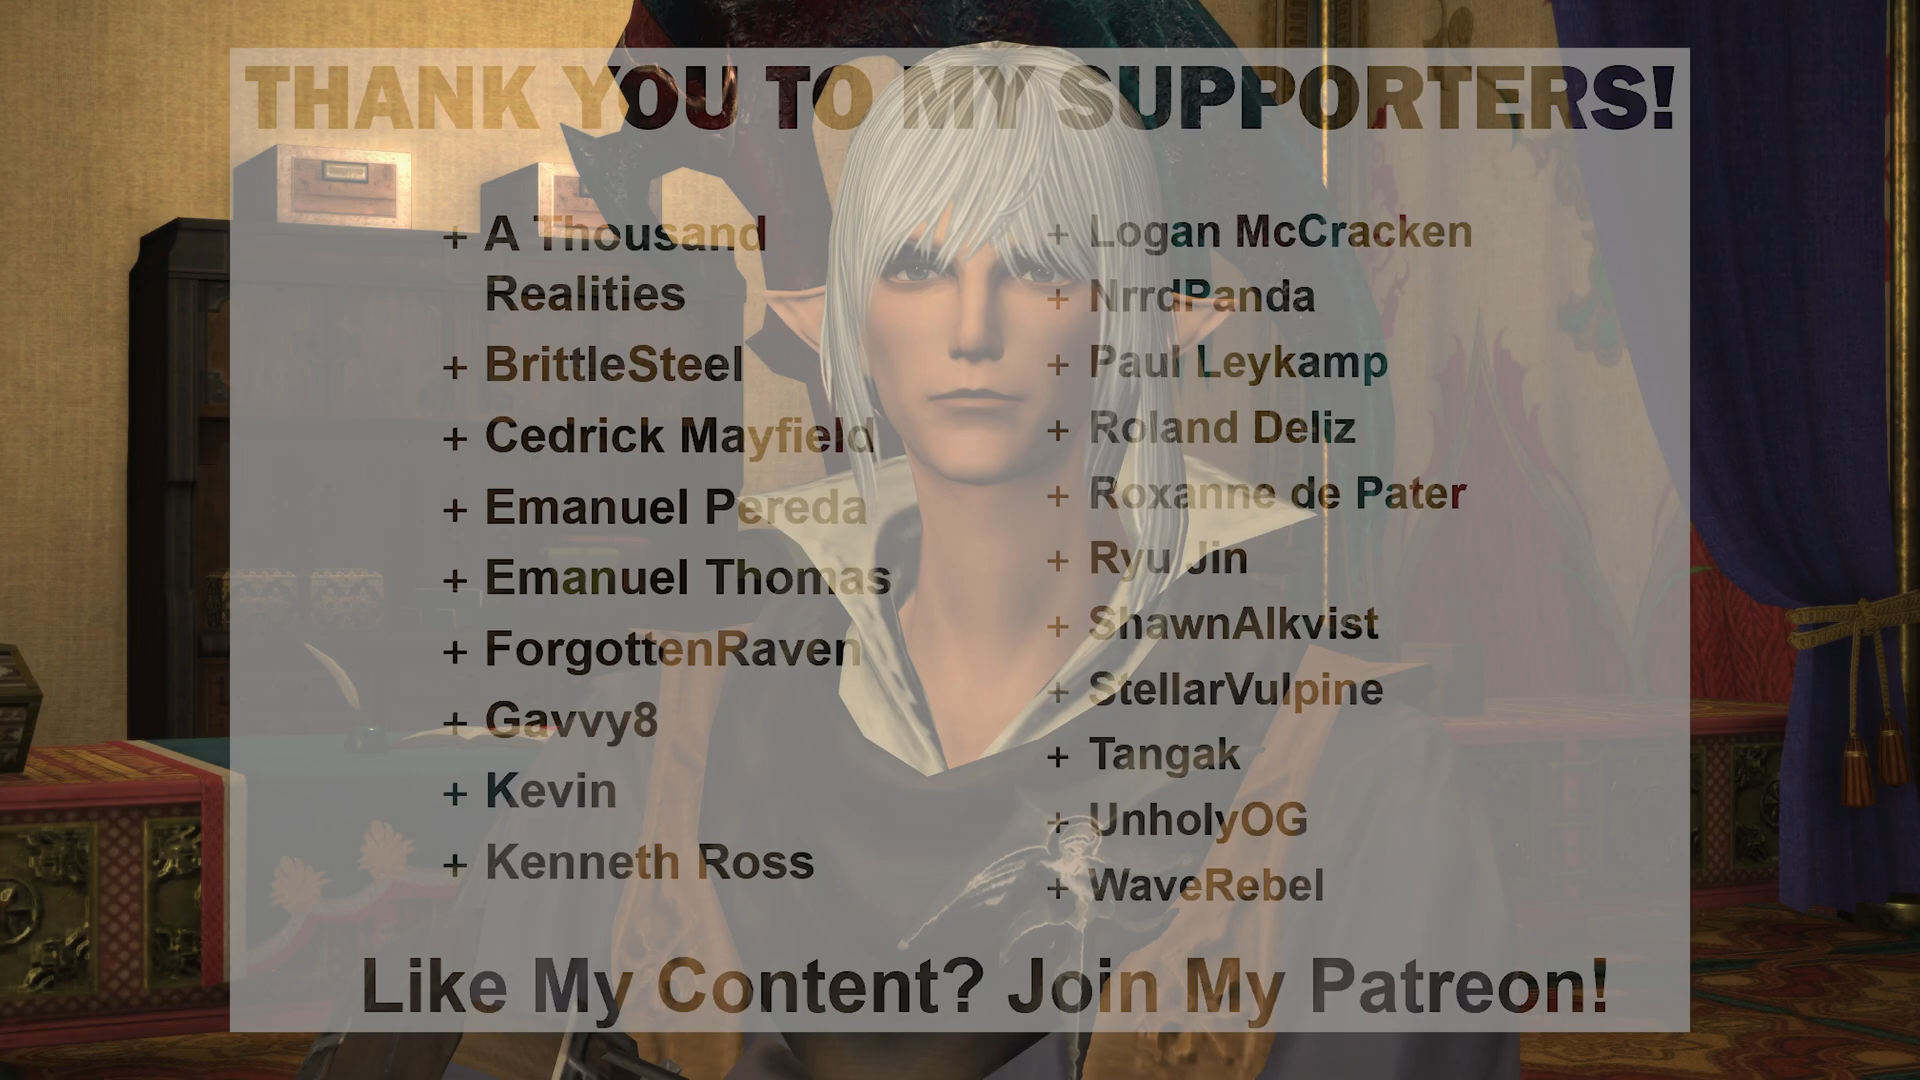 THANK YOU TO MY SUPPORTERS!
+ A Thousand
Realities
+ BrittleSteel
+ Cedrick Mayfield
+ Emanuel Pereda
+ Emanuel Thomas
+ ForgottenRaven
+ Gavvy8
+ Kevin
+ Kenneth Ross
+ Logan McCracken
+ NrrdPanda
+ Paul Leykamp
+ Roland Deliz
+ Roxanne de Pater
+ Ryu Jin
+ ShawnAlkvist
+ StellarVulpine
+ Tangak
+ UnholyOG
+ WaveRebel
Like My Content? Join My Patreon!